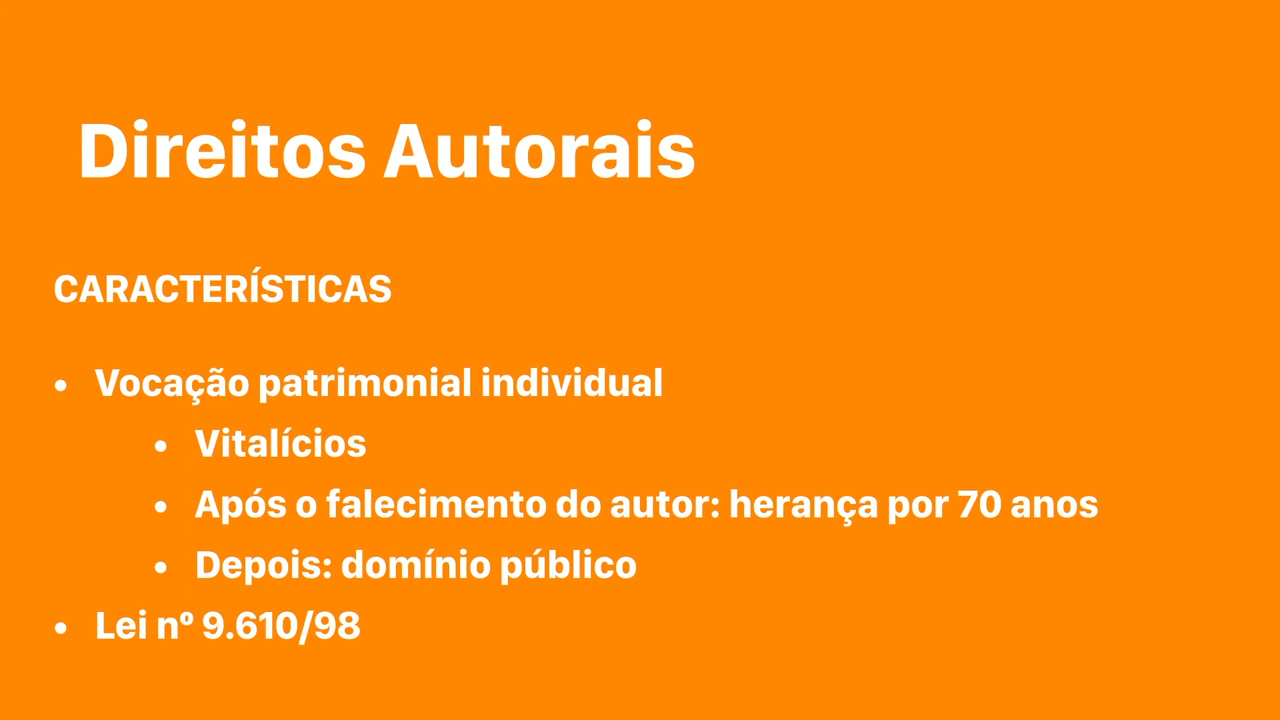 Direitos Autorais
CARACTERÍSTICAS
• Vocação patrimonial individual
• Vitalícios
• Após o falecimento do autor: herança por 70 anos
• Depois: domínio público
• Lei nº 9.610/98